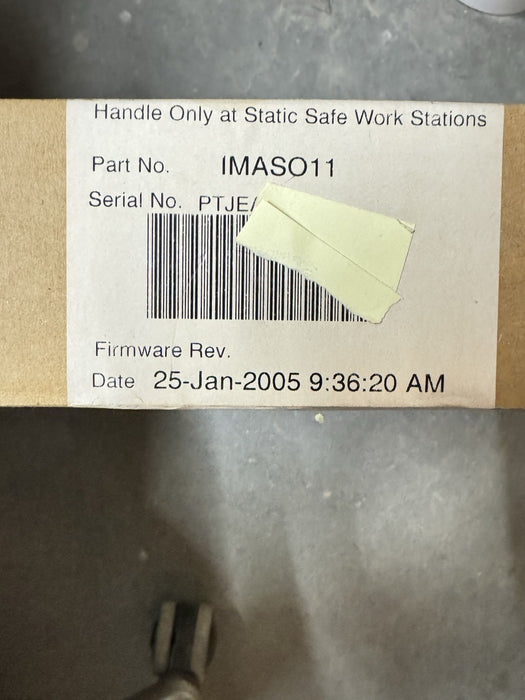 Handle Only at Static Safe Work Stations
Part No. IMASO11
Serial No. PTJE
Firmware Rev.
Date 25-Jan-2005 9:36:20 AM